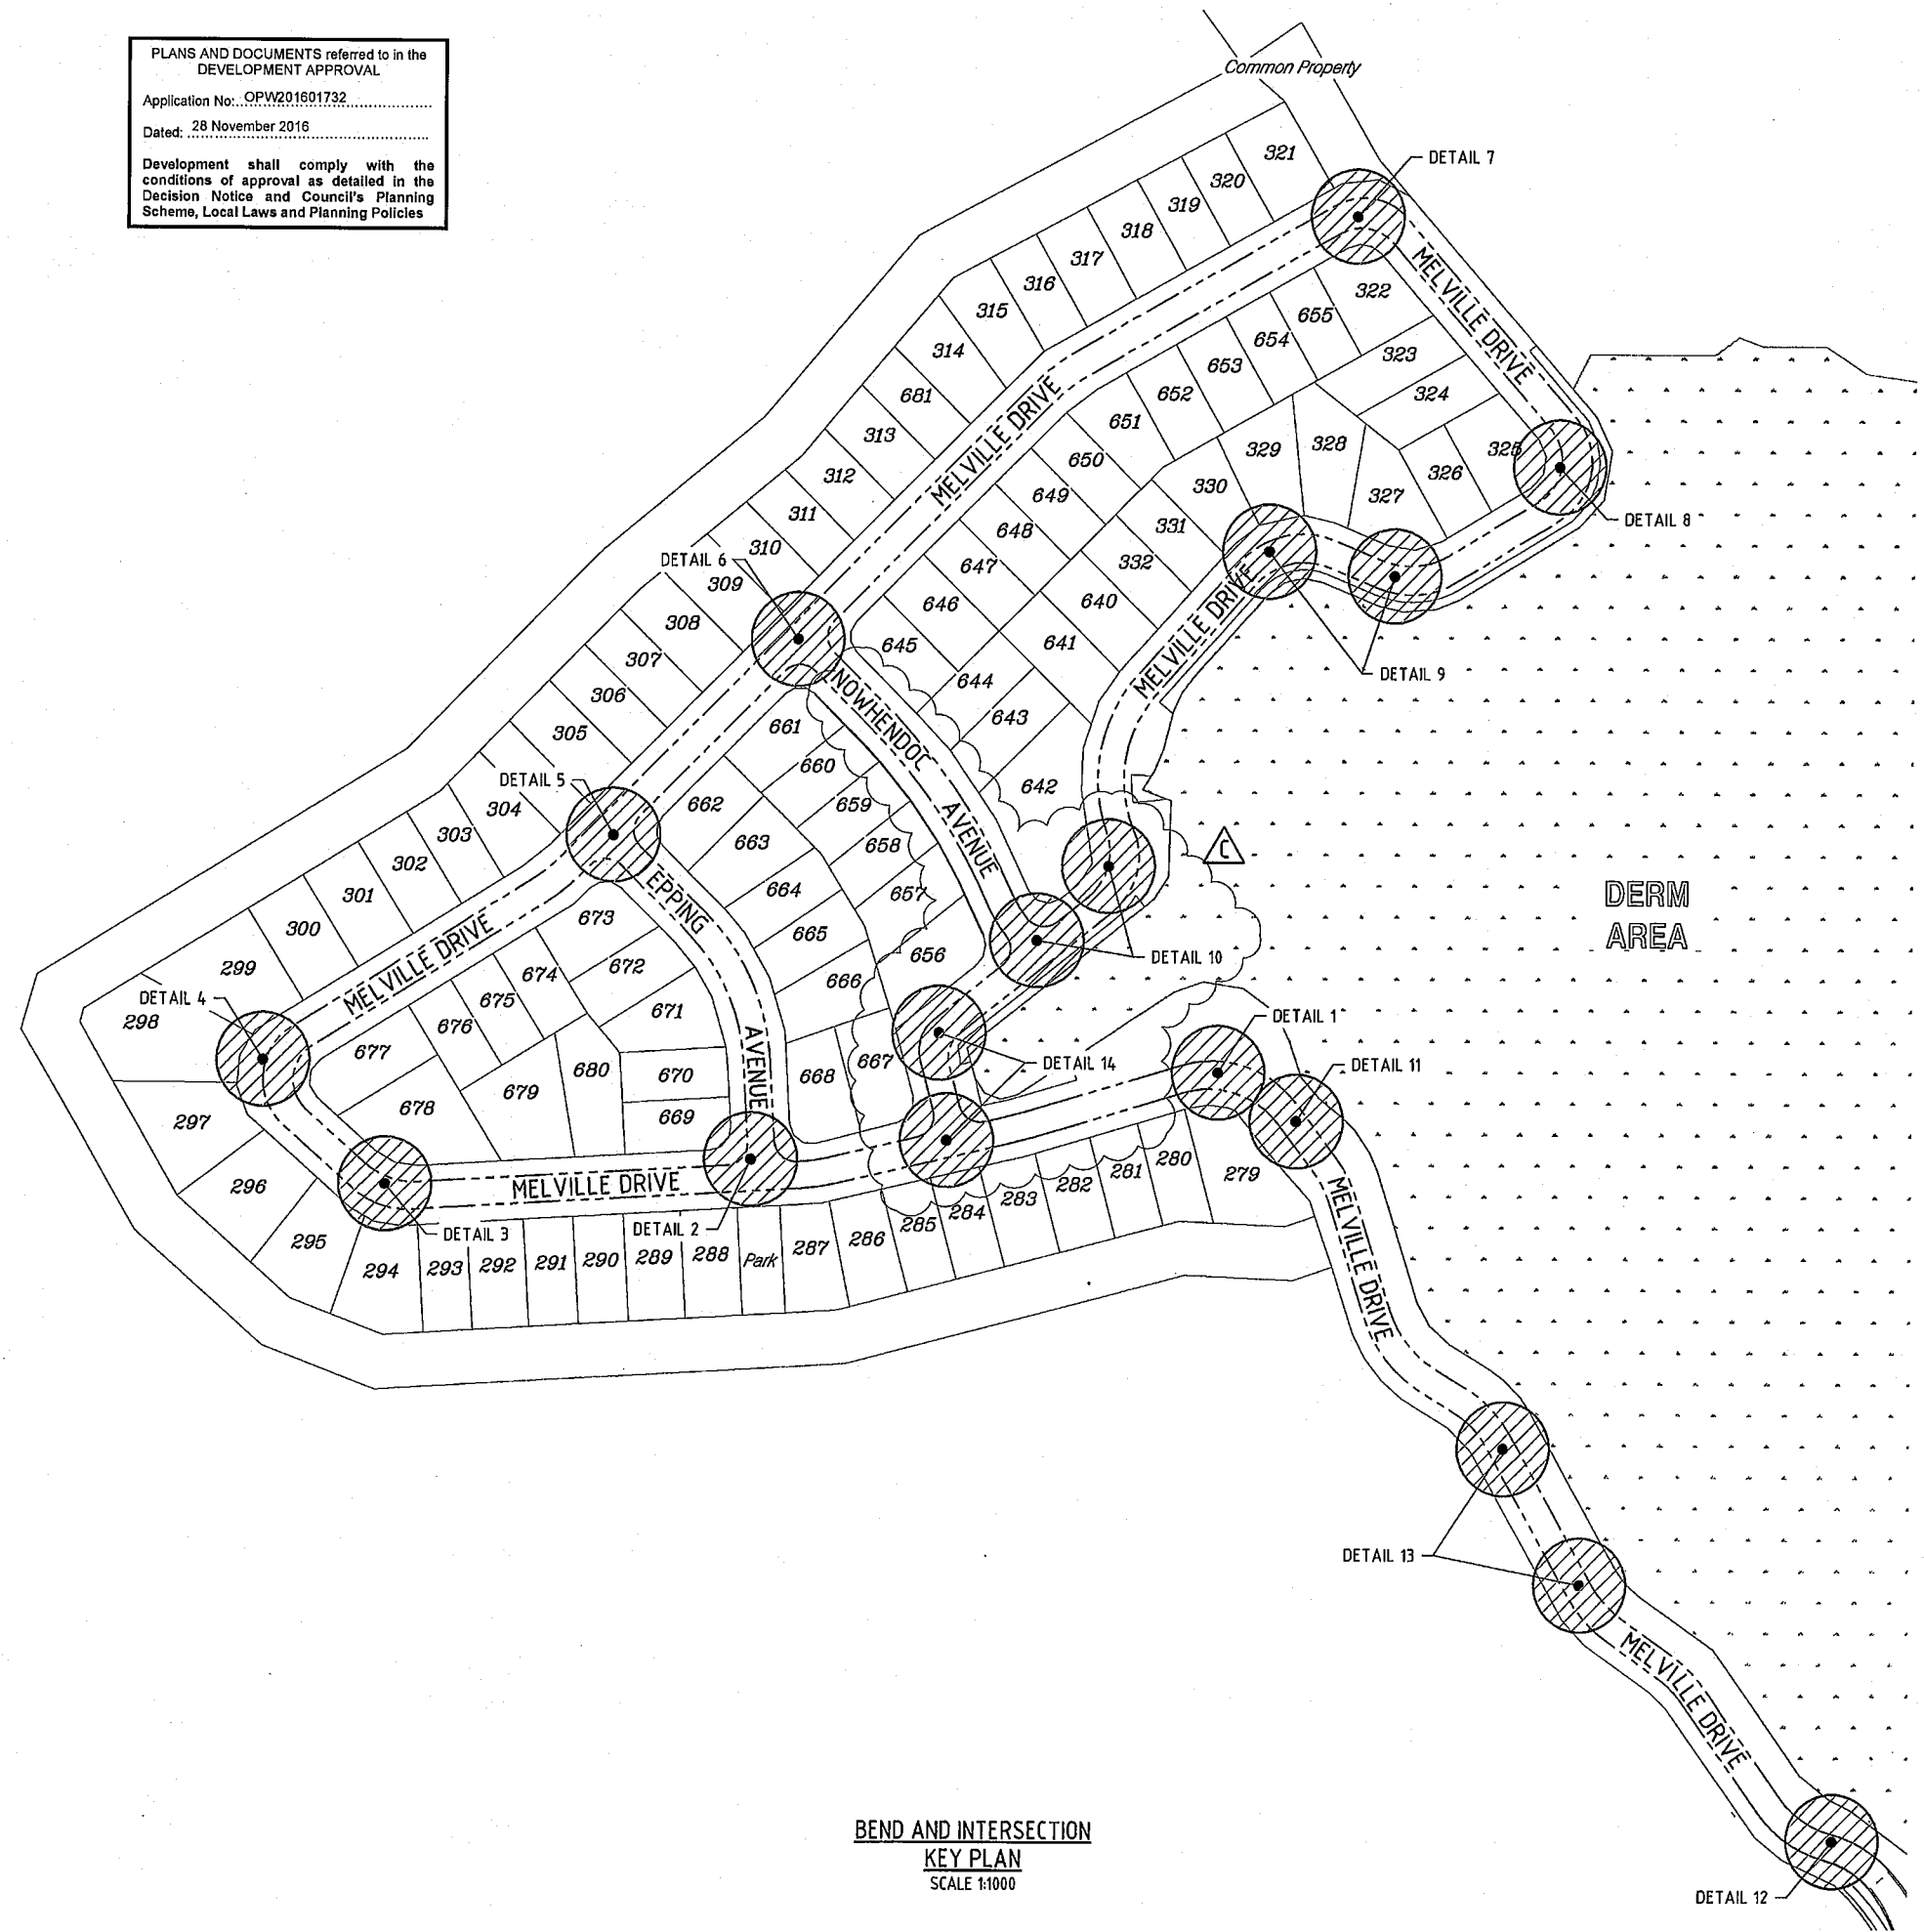 PLANS AND DOCUMENTS referred to in the
DEVELOPMENT APPROVAL
Application No: OPW201601732
Dated: 28 November 2016
Development shall comply with the
conditions of approval as detailed in the
Decision Notice and Council's Planning
Scheme, Local Laws and Planning Policies
Common Property
DETAIL 7
321
320
319
318
317
316
315
314
681
313
312
311
310
309
308
307
306
305
304
303
302
301
300
299
298
297
296
295
294
293
292
291
290
289
288
Park
287
286
285
284
283
282
281
280
279
MELVILLE DRIVE
322
655
654
653
652
651
650
649
648
647
646
645
644
643
642
641
640
332
331
330
329
328
327
326
325
324
323
MELVILLE DRIVE
DETAIL 8
DETAIL 9
MELVILLE DRIVE
MELVILLE DRIVE
DETAIL 6
NOWHENDOC
AVENUE
661
660
659
658
657
656
662
663
664
665
666
667
668
DETAIL 5
EPPING
AVENUE
673
672
671
670
669
674
675
676
677
678
679
680
MELVILLE DRIVE
DETAIL 4
DETAIL 3
MELVILLE DRIVE
DETAIL 2
C
DERM
AREA
DETAIL 10
DETAIL 14
DETAIL 1
DETAIL 11
MELVILLE DRIVE
DETAIL 13
MELVILLE DRIVE
DETAIL 12
BEND AND INTERSECTION
KEY PLAN
SCALE 1:1000